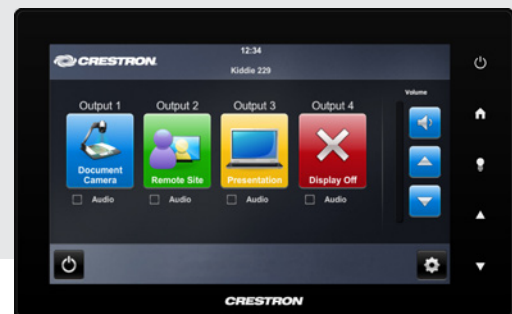 CRESTRON
12:34
Kiddie 229
Volume
Output 1
Output 2
Output 3
Output 4
Document
Camera
Remote Site
Presentation
Display Off
Audio
Audio
Audio
Audio
CRESTRON